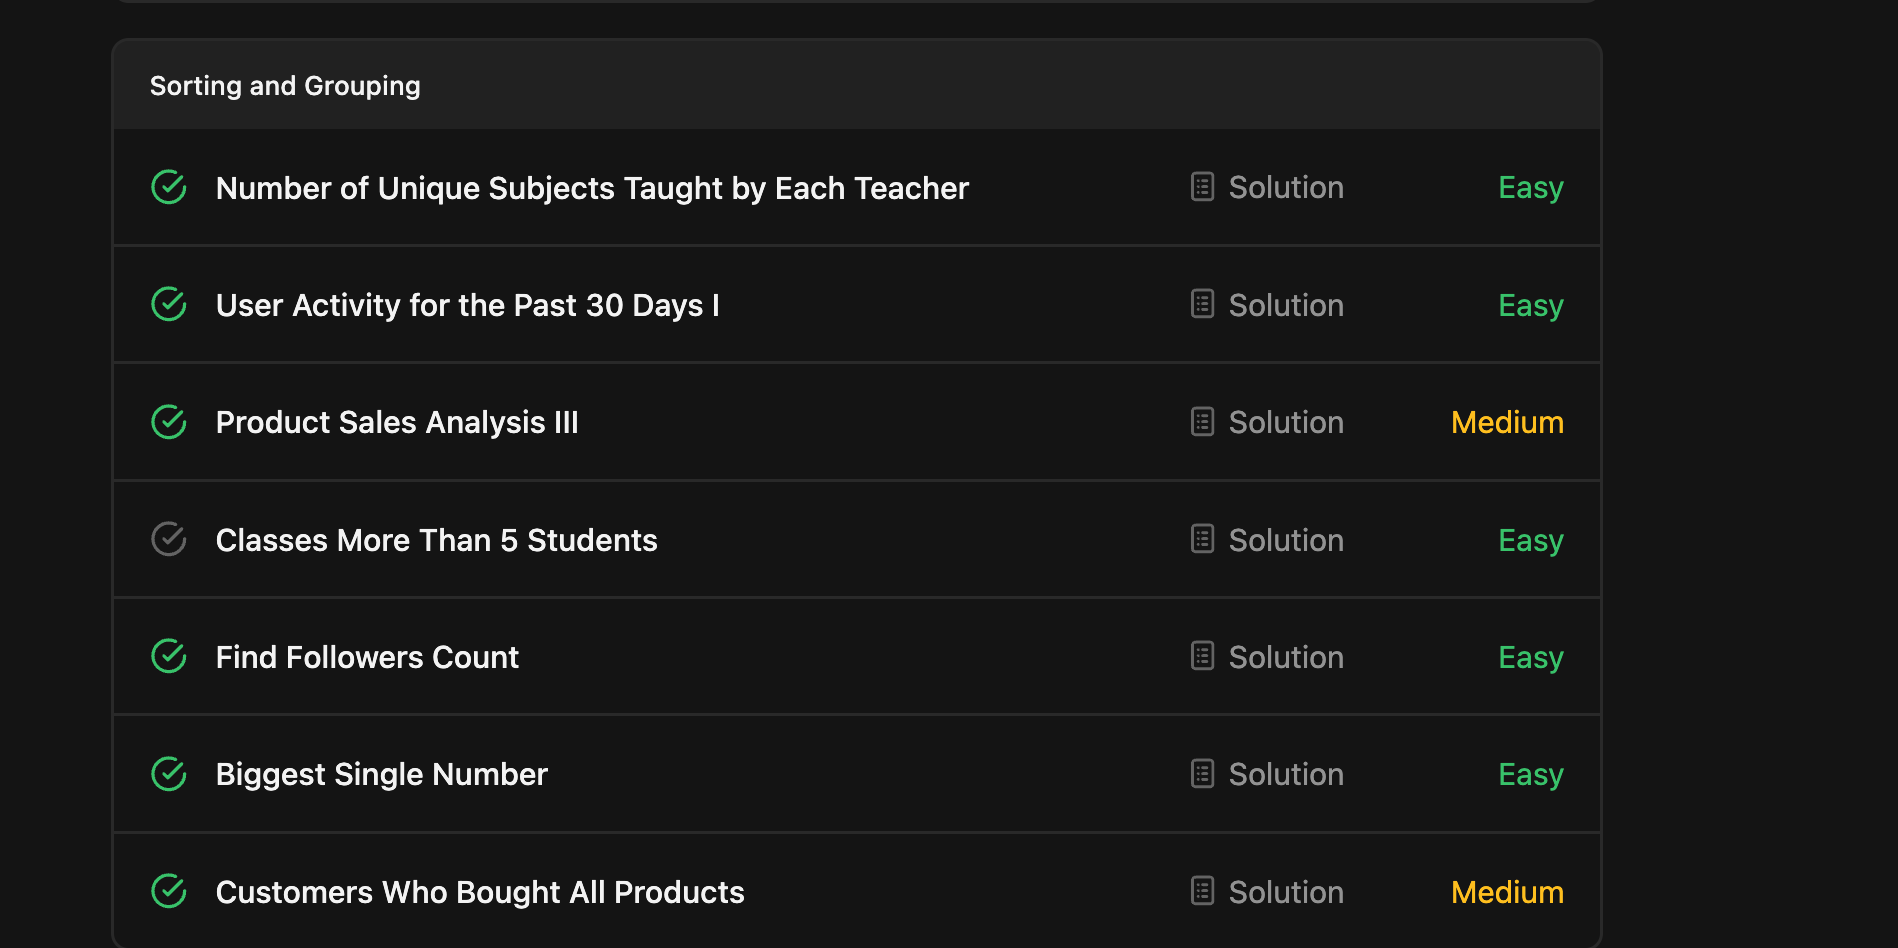 Sorting and Grouping
Number of Unique Subjects Taught by Each Teacher Solution Easy
User Activity for the Past 30 Days I Solution Easy
Product Sales Analysis III Solution Medium
Classes More Than 5 Students Solution Easy
Find Followers Count Solution Easy
Biggest Single Number Solution Easy
Customers Who Bought All Products Solution Medium